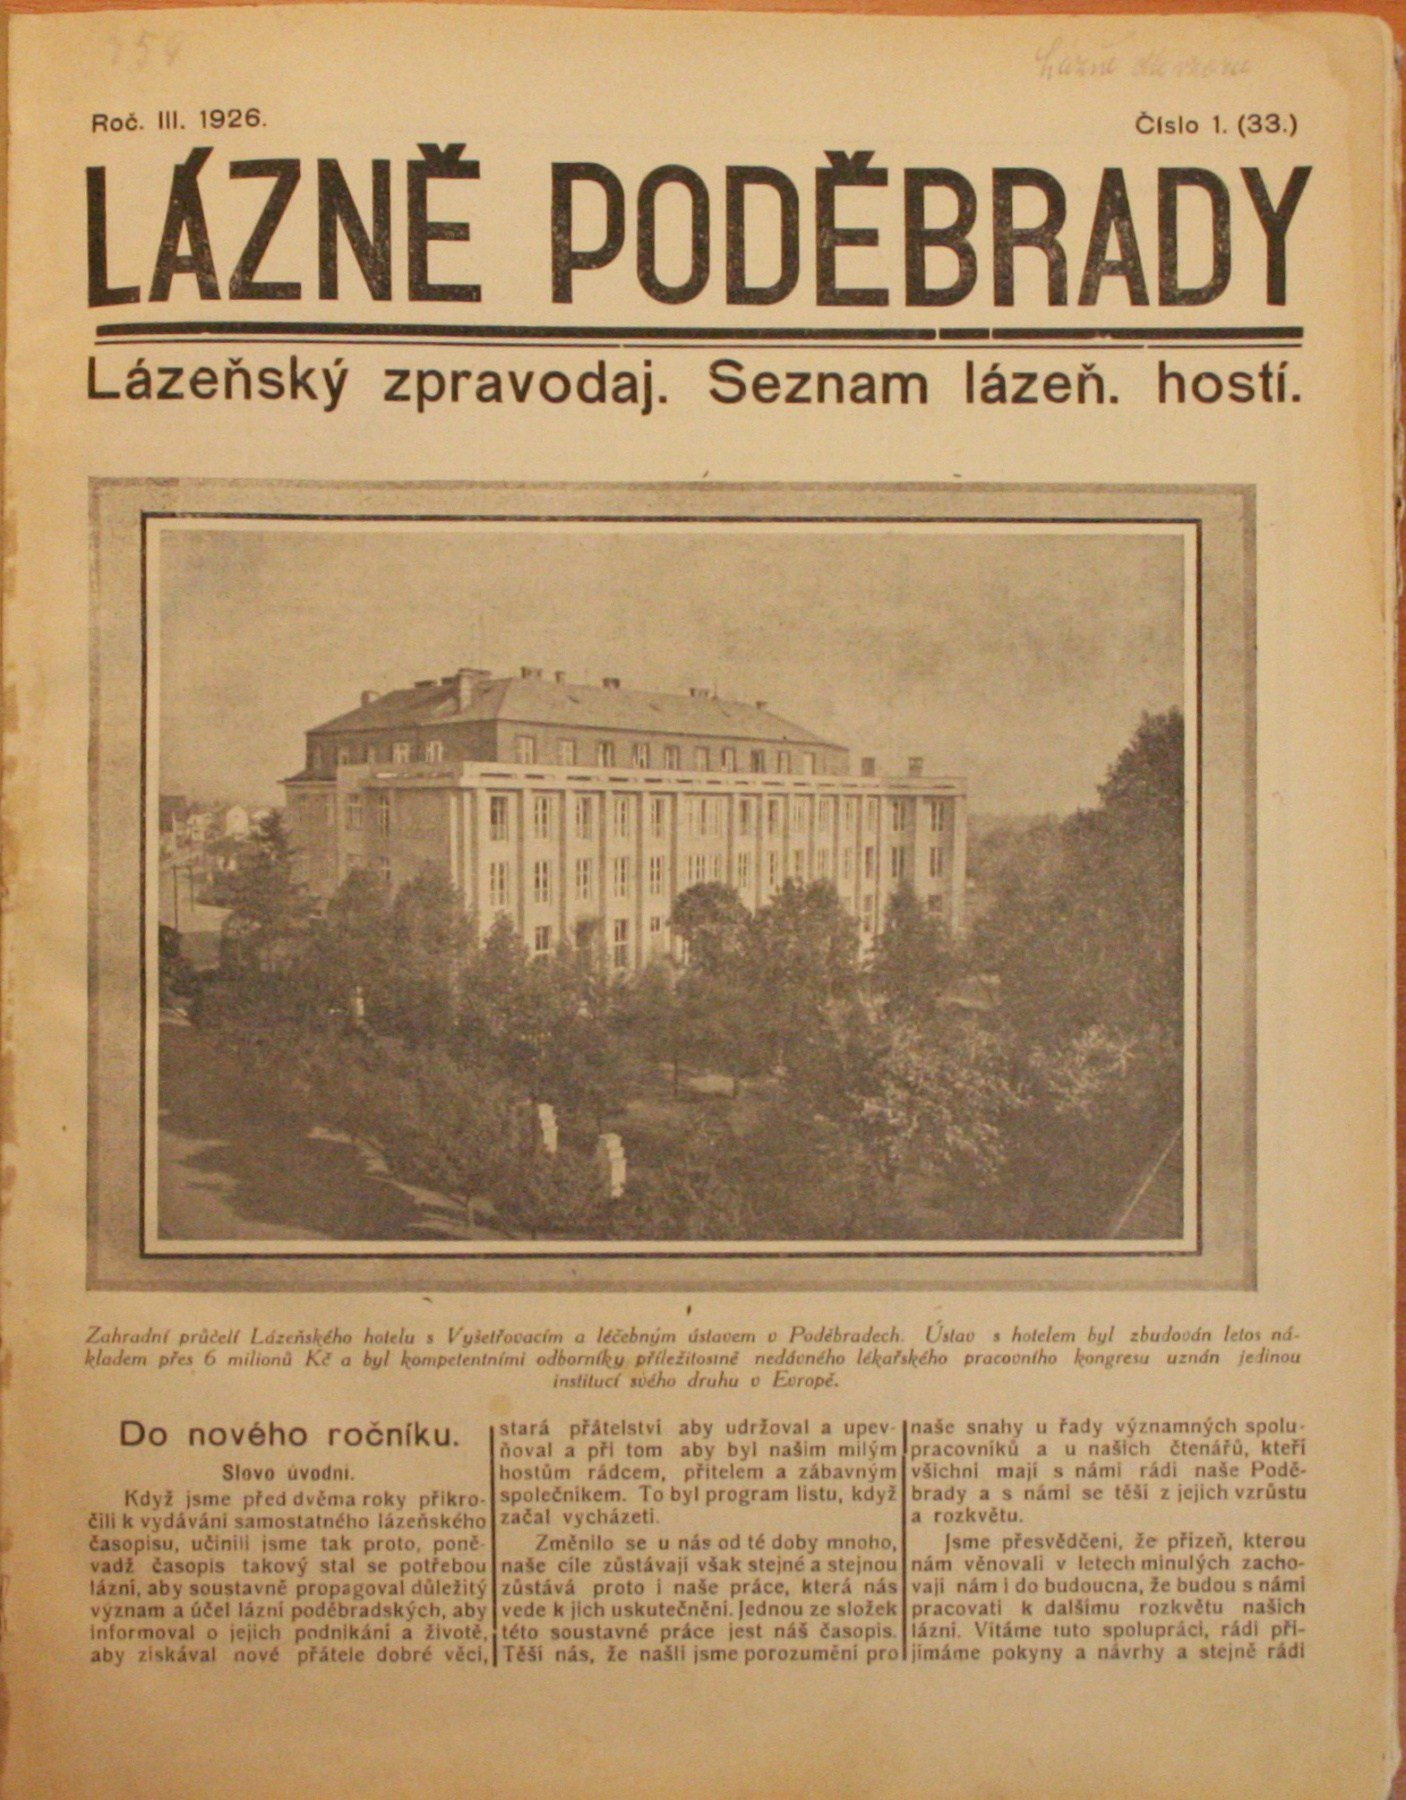 Roč. III. 1926.
Číslo 1. (33.)
LÁZNĚ PODĚBRADY
Lázeňský zpravodaj. Seznam lázeň. hostí.
Zahradní průčelí Lázeňského hotelu s Vyšetřovacím a léčebným ústavem v Poděbradech. Ústav s hotelem byl zbudován letos ná-
kladem přes 6 milionů Kč a byl kompetentními odborníky příležitostně nedávného lékařského pracovního kongresu uznán jedinou
institucí svého druhu v Evropě.
Do nového ročníku.
Slovo úvodní.
Když jsme před dvěma roky přikro-
čili k vydávání samostatného lázeňského
časopisu, učinili jsme tak proto, poně-
vadž časopis takový stal se potřebou
lázní, aby soustavně propagoval důležitý
význam a účel lázní poděbradských, aby
informoval o jejich podnikání a životě,
aby získával nové přátele dobré věci,
stará přátelství aby udržoval a upev-
ňoval a při tom aby byl našim milým
hostům rádcem, přítelem a zábavným
společníkem. To byl program listu, když
začal vycházeti.
Změnilo se u nás od té doby mnoho,
naše cíle zůstávají však stejné a stejnou
zůstává proto i naše práce, která nás
vede k jich uskutečnění. Jednou ze složek
této soustavné práce jest náš časopis.
Těší nás, že našli jsme porozumění pro
naše snahy u řady významných spolu-
pracovníků a u našich čtenářů, kteří
všichni mají s námi rádi naše Podě-
brady a s námi se těší z jejich vzrůstu
a rozkvětu.
Jsme přesvědčeni, že přízeň, kterou
nám věnovali v letech minulých zacho-
vají nám i do budoucna, že budou s námi
pracovati k dalšímu rozkvětu našich
lázní. Vítáme tuto spolupráci, rádi při-
jímáme pokyny a návrhy a stejně rádi